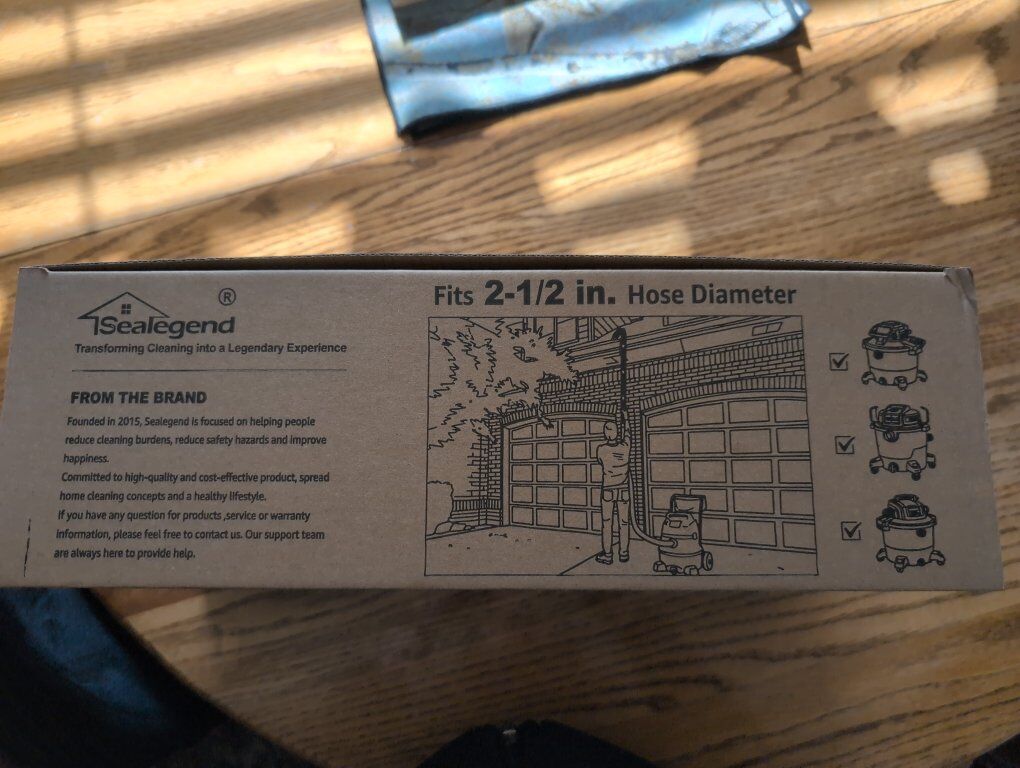 Sealegend®
Transforming Cleaning into a Legendary Experience
FROM THE BRAND
Founded in 2015, Sealegend is focused on helping people
reduce cleaning burdens, reduce safety hazards and improve
happiness.
Committed to high-quality and cost-effective product, spread
home cleaning concepts and a healthy lifestyle.
If you have any question for products ,service or warranty
information, please feel free to contact us. Our support team
are always here to provide help.
Fits 2-1/2 in. Hose Diameter